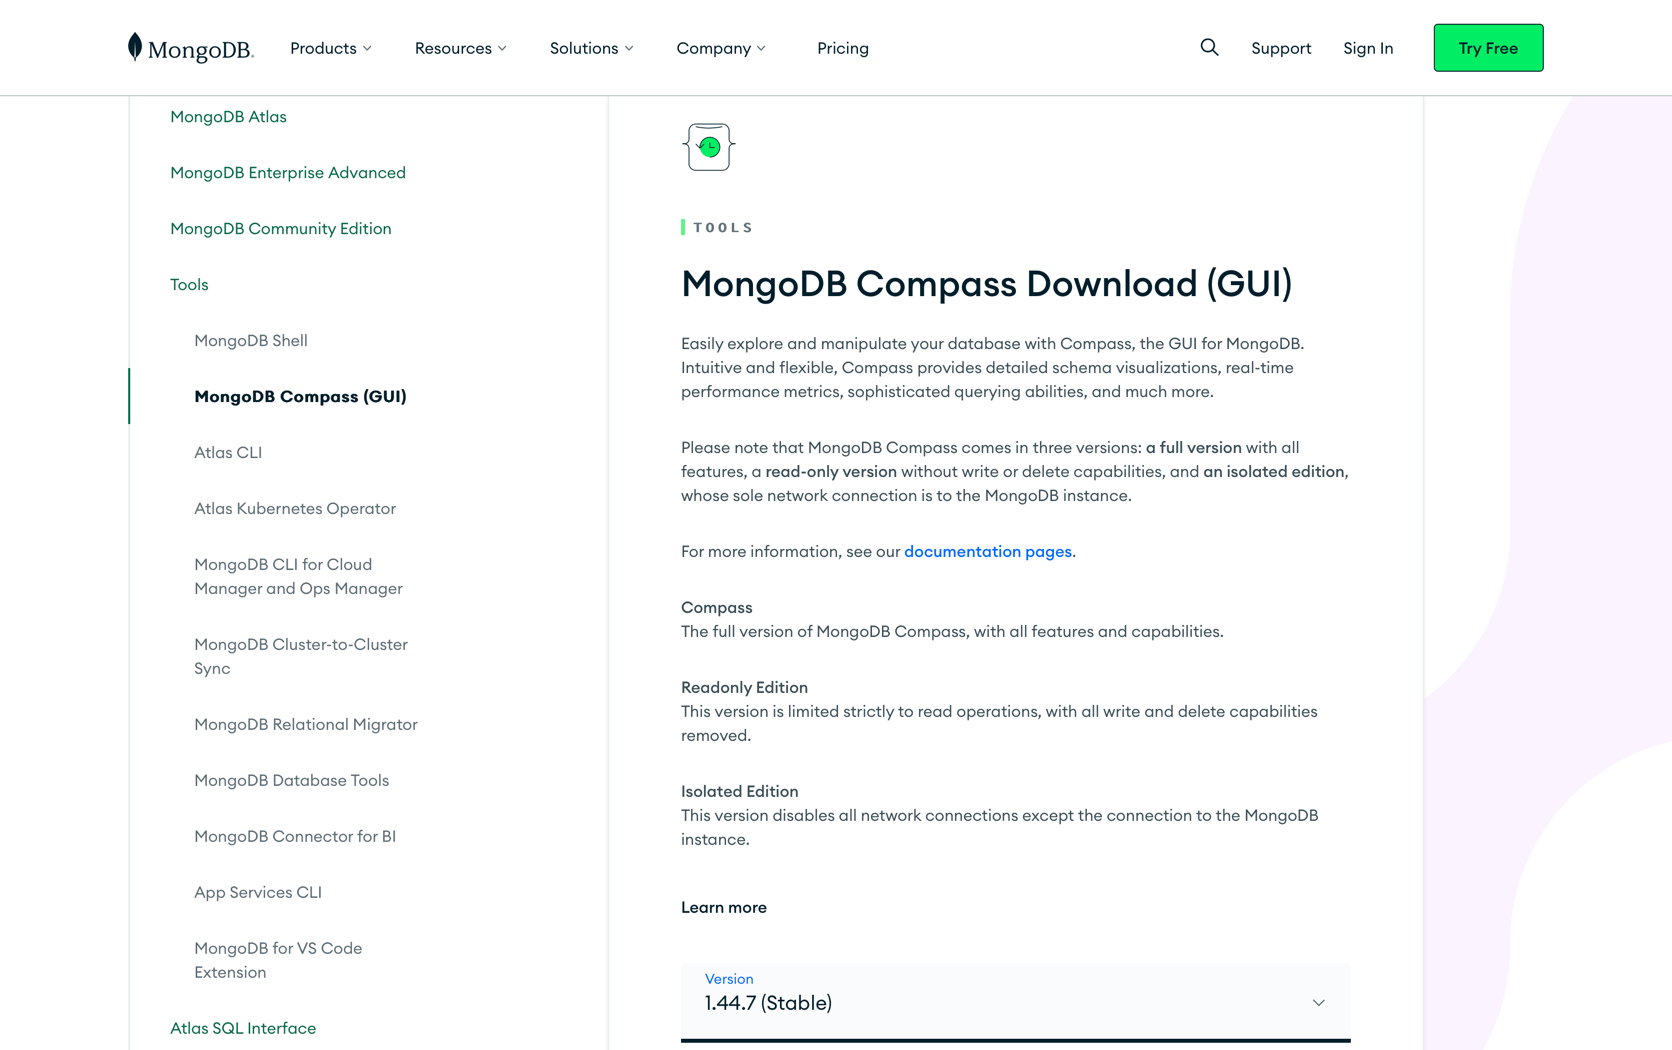 MongoDB.
Products
Resources
Solutions
Company
Pricing
Support
Sign In
Try Free
MongoDB Atlas
MongoDB Enterprise Advanced
MongoDB Community Edition
Tools
MongoDB Shell
MongoDB Compass (GUI)
Atlas CLI
Atlas Kubernetes Operator
MongoDB CLI for Cloud
Manager and Ops Manager
MongoDB Cluster-to-Cluster
Sync
MongoDB Relational Migrator
MongoDB Database Tools
MongoDB Connector for BI
App Services CLI
MongoDB for VS Code
Extension
Atlas SQL Interface
TOOLS
MongoDB Compass Download (GUI)
Easily explore and manipulate your database with Compass, the GUI for MongoDB.
Intuitive and flexible, Compass provides detailed schema visualizations, real-time
performance metrics, sophisticated querying abilities, and much more.
Please note that MongoDB Compass comes in three versions: a full version with all
features, a read-only version without write or delete capabilities, and an isolated edition,
whose sole network connection is to the MongoDB instance.
For more information, see our documentation pages.
Compass
The full version of MongoDB Compass, with all features and capabilities.
Readonly Edition
This version is limited strictly to read operations, with all write and delete capabilities
removed.
Isolated Edition
This version disables all network connections except the connection to the MongoDB
instance.
Learn more
Version
1.44.7 (Stable)